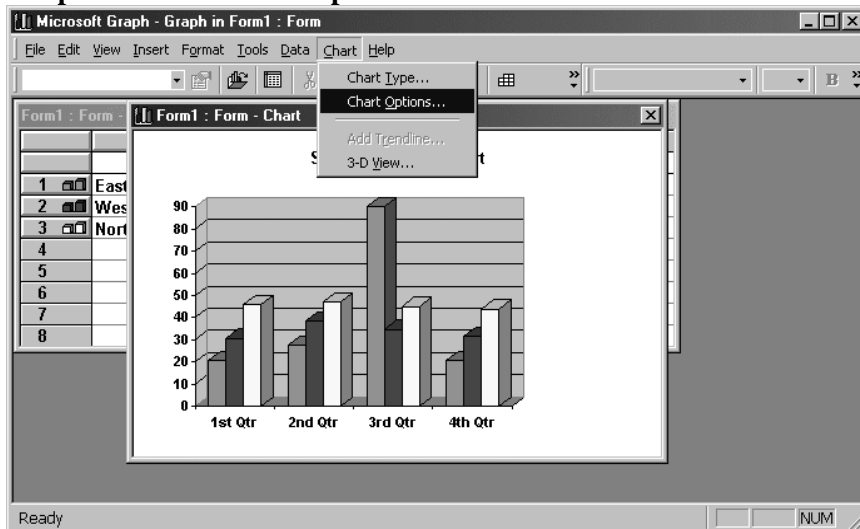 Microsoft Graph - Graph in Form1 : Form
File Edit View Insert Format Tools Data Chart Help
Chart Type...
Chart Options...
Add Trendline...
3-D View...
B
Form1 : Form -
Form1 : Form - Chart
1 East
2 Wes
3 Nort
4
5
6
7
8
90
80
70
60
50
40
30
20
10
0
1st Qtr 2nd Qtr 3rd Qtr 4th Qtr
Ready
NUM